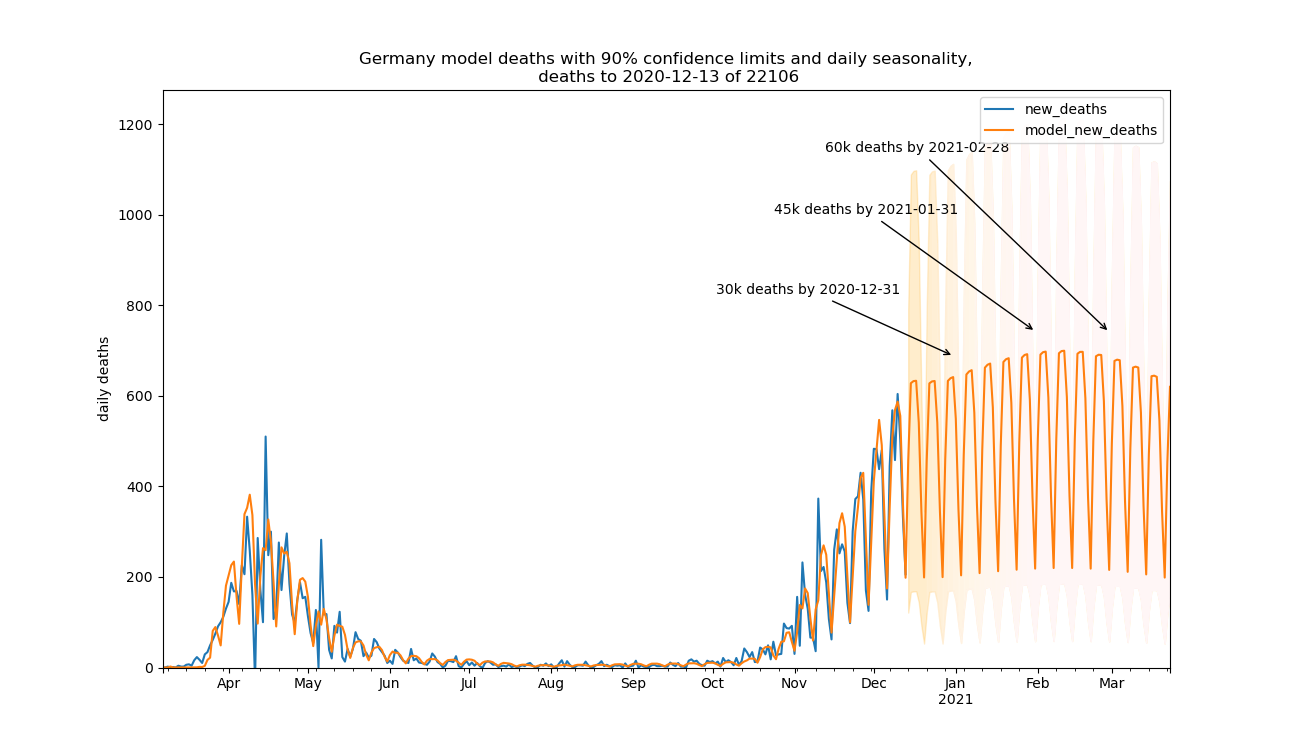 Germany model deaths with 90% confidence limits and daily seasonality,
deaths to 2020-12-13 of 22106
new_deaths
model_new_deaths
60k deaths by 2021-02-28
45k deaths by 2021-01-31
30k deaths by 2020-12-31
daily deaths
1200
1000
800
600
400
200
0
Apr May Jun Jul Aug Sep Oct Nov Dec Jan Feb Mar
2021